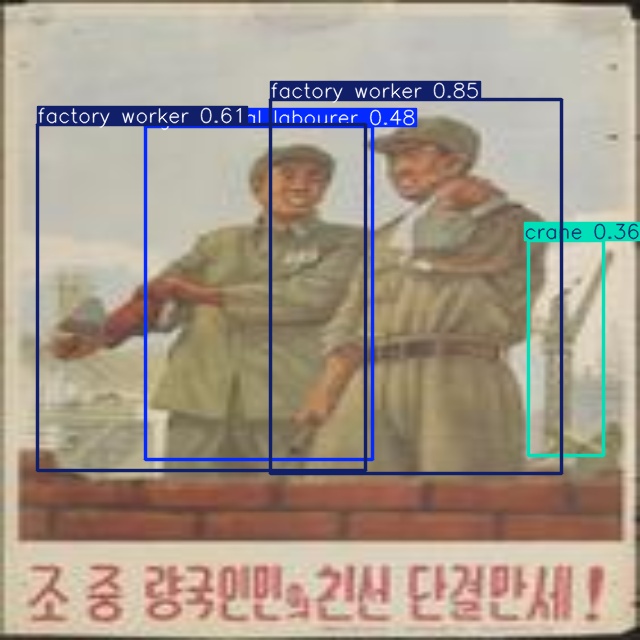 factory worker 0.85
factory worker 0.61 al labourer 0.48
crane 0.36
조 중 량국인민의 친선 단결만세!